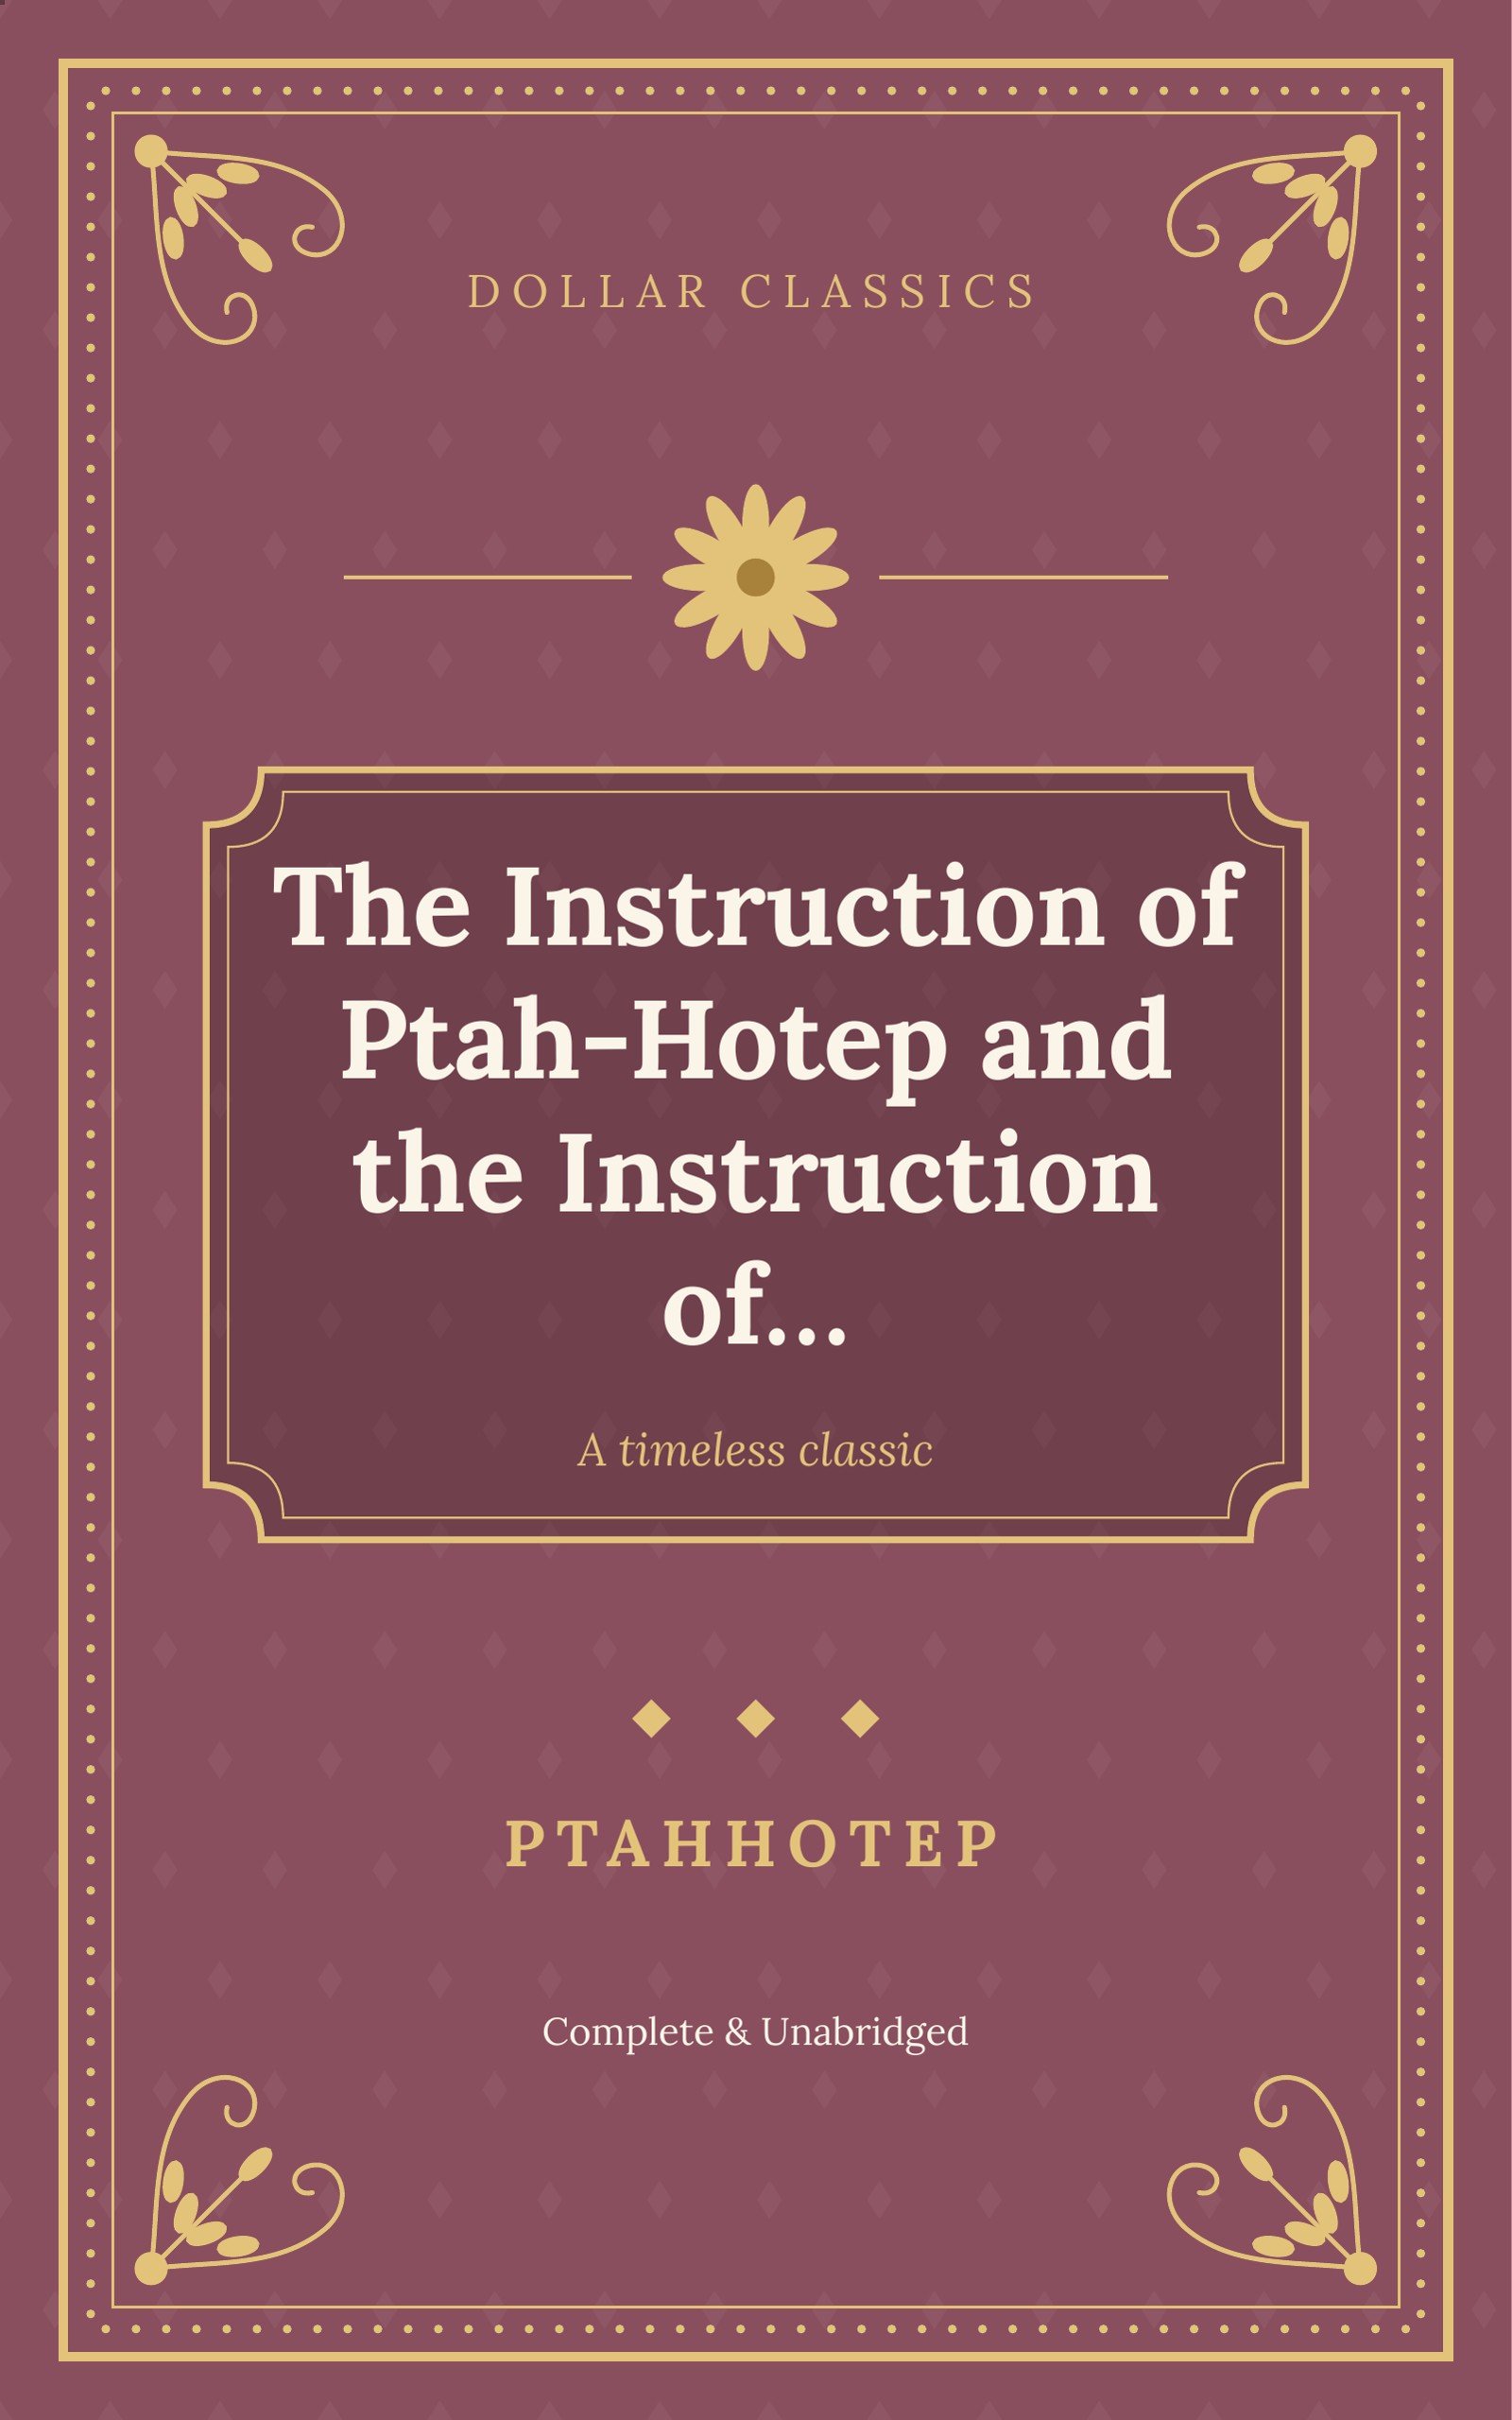 DOLLAR CLASSICS
The Instruction of
Ptah-Hotep and
the Instruction
of...
A timeless classic
PTAHHOTEP
Complete & Unabridged